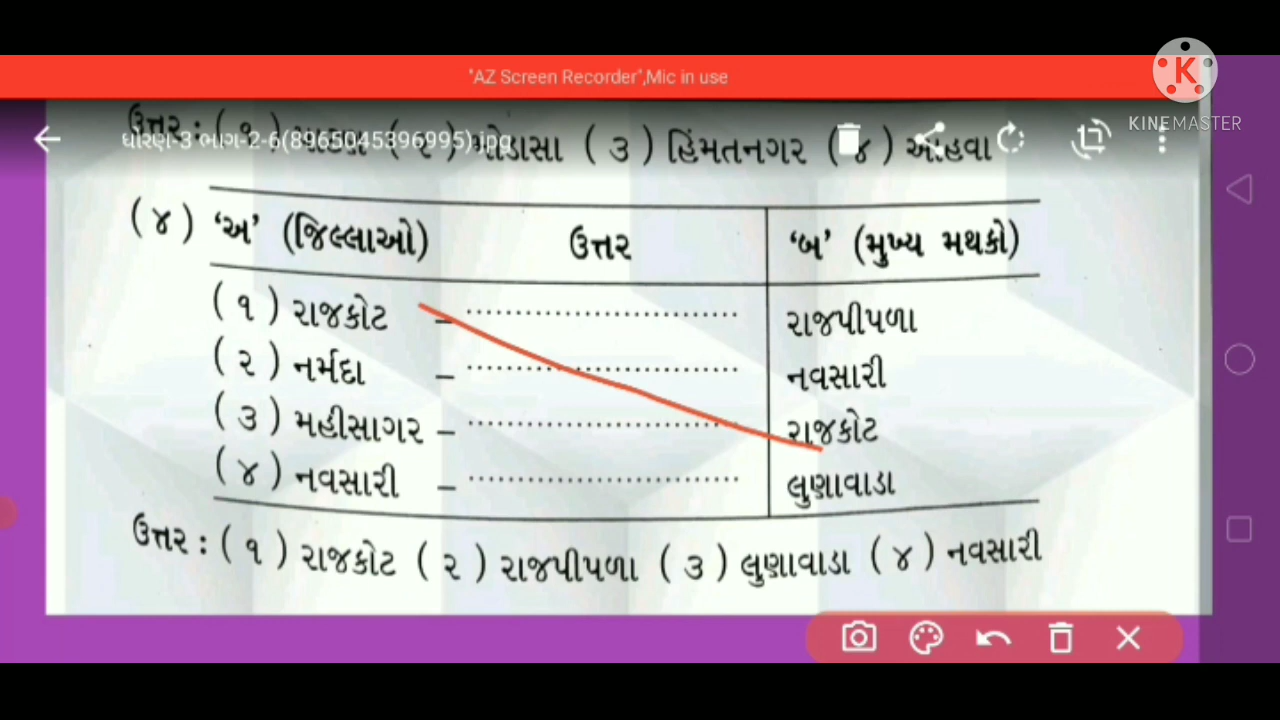 "AZ Screen Recorder",Mic in use
KINEMASTER
ધોરણ-3 ભાગ-2-6(8965045396995).jpg
ઉત્તર : ( ૧ ) ( ૨ ) મોડાસા ( ૩ ) હિંમતનગર ( ૪ ) આહવા
( ૪ ) ‘અ’ (જિલ્લાઓ) ઉત્તર ‘બ’ (મુખ્ય મથકો)
( ૧ ) રાજકોટ – ........................... રાજપીપળા
( ૨ ) નર્મદા – ........................... નવસારી
( ૩ ) મહીસાગર – ........................... રાજકોટ
( ૪ ) નવસારી – ........................... લુણાવાડા
ઉત્તર : ( ૧ ) રાજકોટ ( ૨ ) રાજપીપળા ( ૩ ) લુણાવાડા ( ૪ ) નવસારી